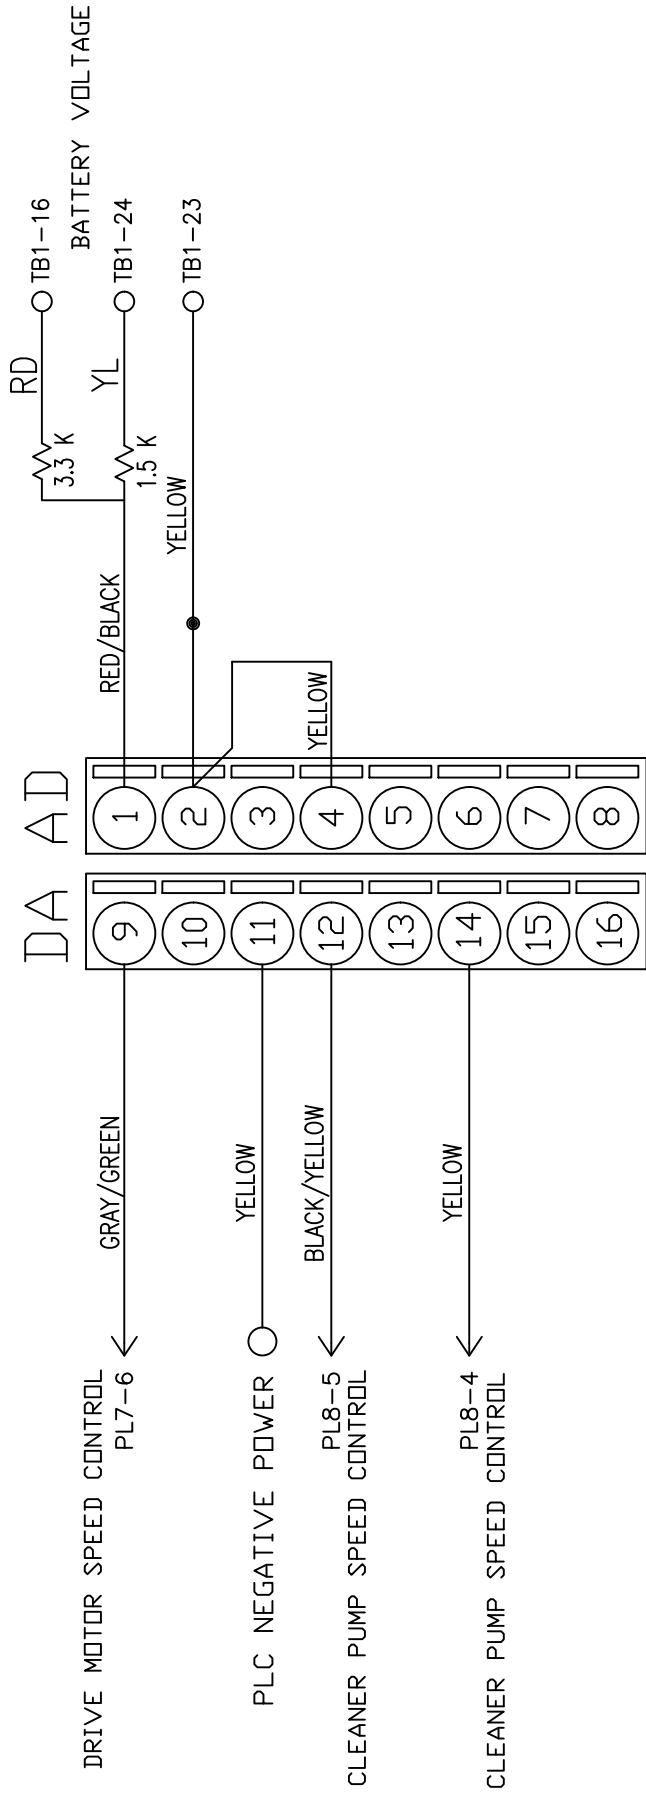 BATTERY VOLTAGE
TB1-16
RD
3.3 K
TB1-24
YL
1.5 K
RED/BLACK
TB1-23
YELLOW
YELLOW
AD
1
2
3
4
5
6
7
8
DA
9
10
11
12
13
14
15
16
GRAY/GREEN
DRIVE MOTOR SPEED CONTROL
PL7-6
YELLOW
PLC NEGATIVE POWER
BLACK/YELLOW
PL8-5
CLEANER PUMP SPEED CONTROL
YELLOW
PL8-4
CLEANER PUMP SPEED CONTROL